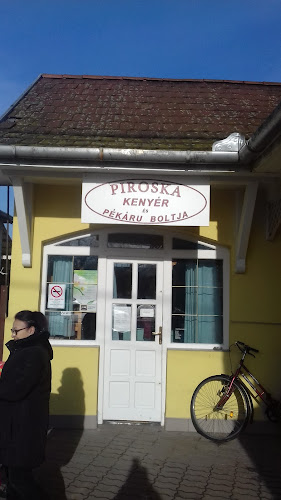 PIROSKA
KENYÉR
ÉS
PÉKÁRU BOLTJA